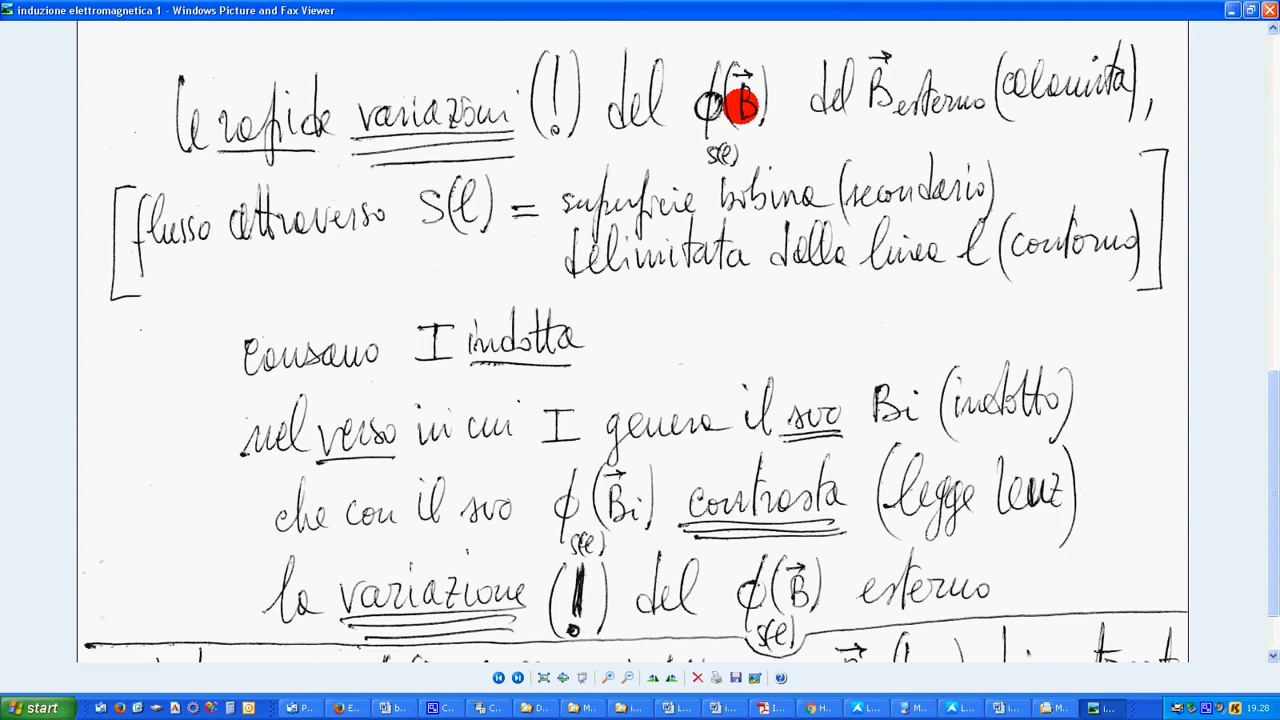 induzione elettromagnetica 1 - Windows Picture and Fax Viewer
le rapide variazioni (!) del ϕ(B⃗) del B⃗ esterno (calamita),
S(l)
[flusso attraverso S(l) = superficie bobina (secondario)
delimitata dalla linea l (contorno)]
causano I indotta
nel verso in cui I genera il suo Bi (indotto)
che con il suo ϕ(B⃗i) contrasta (legge lenz)
S(l)
la variazione (!) del ϕ(B⃗) esterno
S(l)
start
P...
E...
b...
C...
C...
D...
M...
i...
L...
i...
L...
I...
H...
L...
M...
L...
i...
M...
i...
19.28